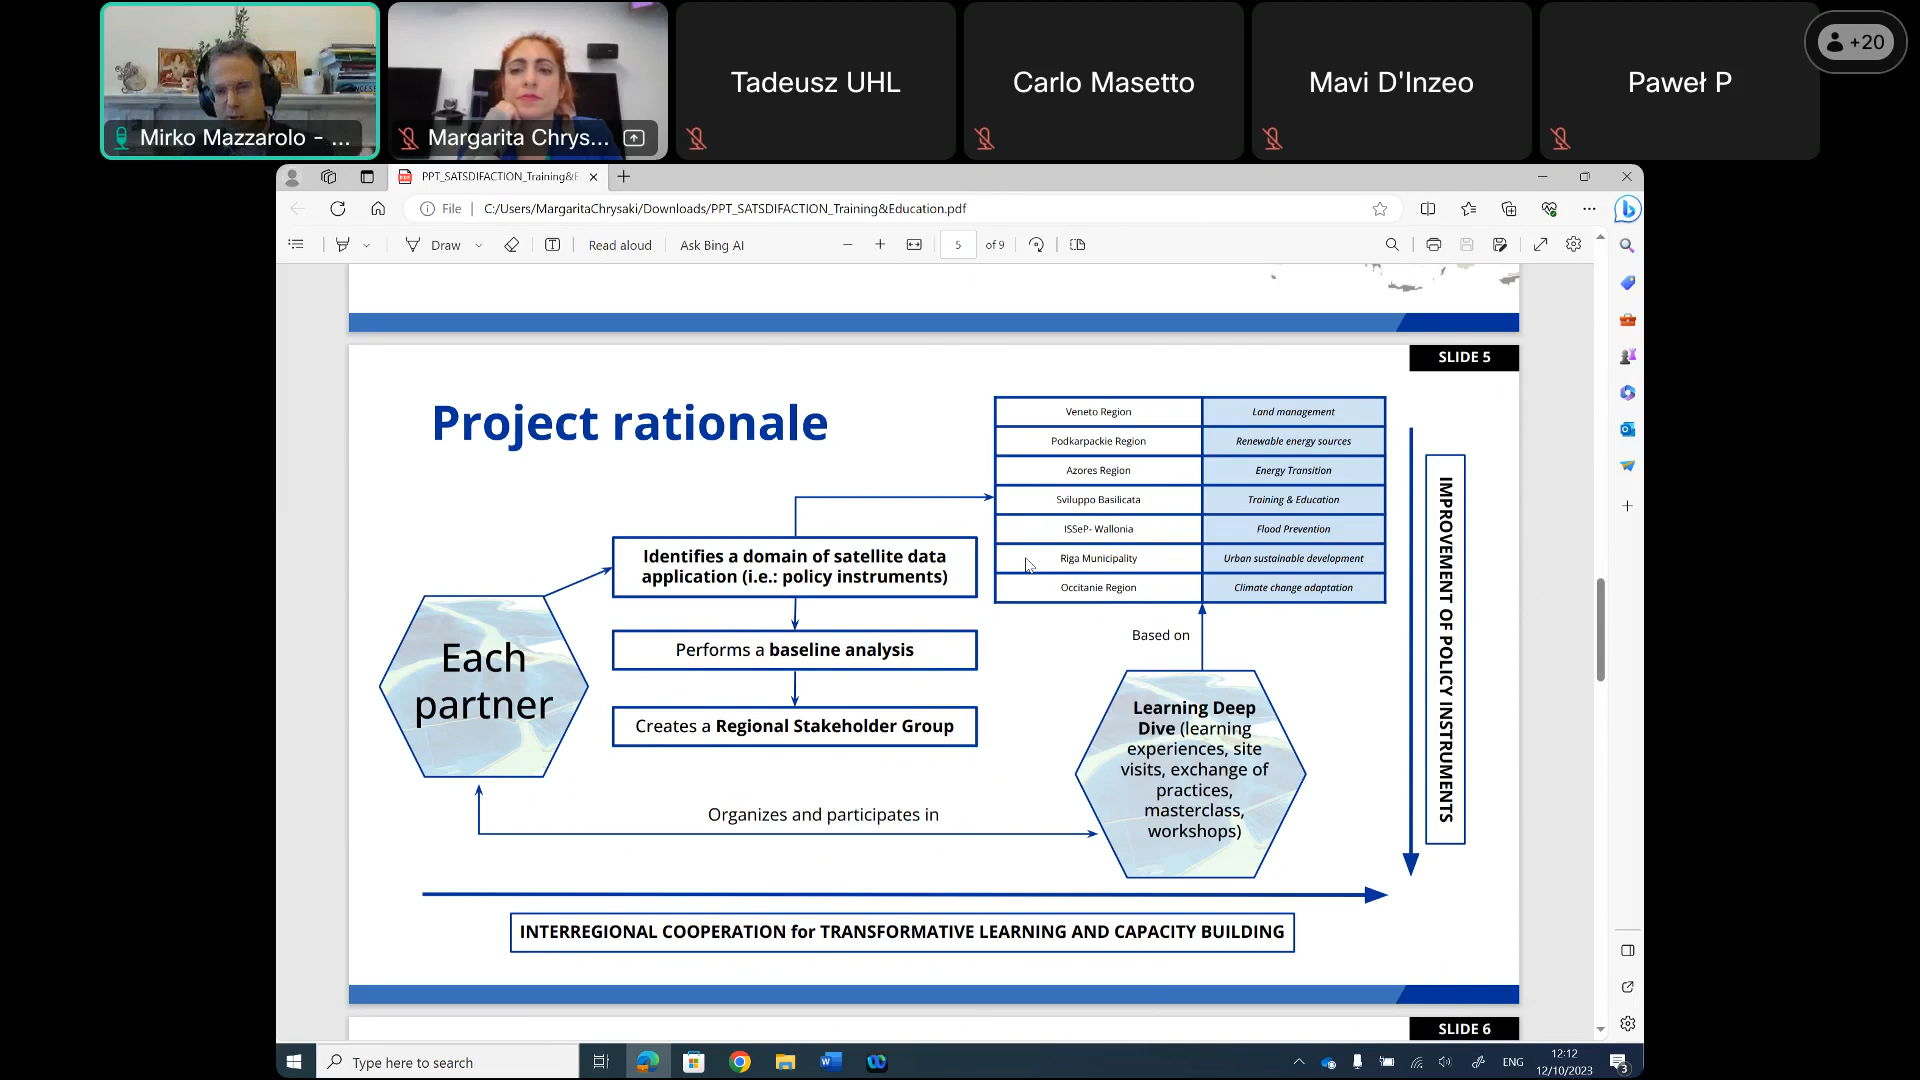 Mirko Mazzarolo - ...
Margarita Chrys...
Tadeusz UHL
Carlo Masetto
Mavi D'Inzeo
Paweł P
+20
PPT_SATSDIFACTION_Training&E
File
C:/Users/MargaritaChrysaki/Downloads/PPT_SATSDIFACTION_Training&Education.pdf
Draw
Read aloud
Ask Bing AI
5
of 9
SLIDE 5
Project rationale
Veneto Region
Land management
Podkarpackie Region
Renewable energy sources
Azores Region
Energy Transition
Sviluppo Basilicata
Training & Education
ISSeP- Wallonia
Flood Prevention
Riga Municipality
Urban sustainable development
Occitanie Region
Climate change adaptation
Identifies a domain of satellite data
application (i.e.: policy instruments)
Performs a baseline analysis
Creates a Regional Stakeholder Group
Each
partner
Based on
Learning Deep
Dive (learning
experiences, site
visits, exchange of
practices,
masterclass,
workshops)
Organizes and participates in
IMPROVEMENT OF POLICY INSTRUMENTS
INTERREGIONAL COOPERATION for TRANSFORMATIVE LEARNING AND CAPACITY BUILDING
SLIDE 6
Type here to search
ENG
12:12
12/10/2023
3